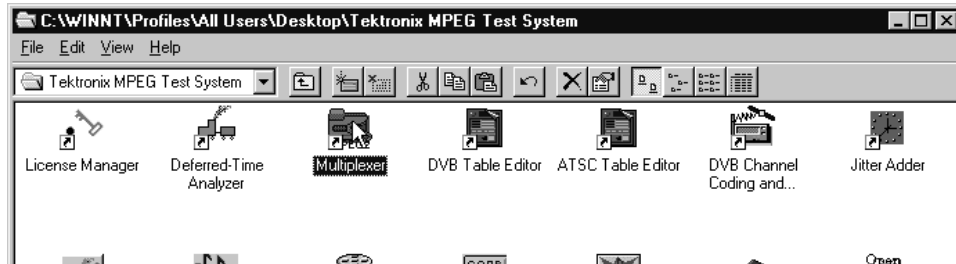 C:\WINNT\Profiles\All Users\Desktop\Tektronix MPEG Test System
File Edit View Help
Tektronix MPEG Test System
License Manager
Deferred-Time
Analyzer
Multiplexer
DVB Table Editor
ATSC Table Editor
DVB Channel
Coding and...
Jitter Adder
Open